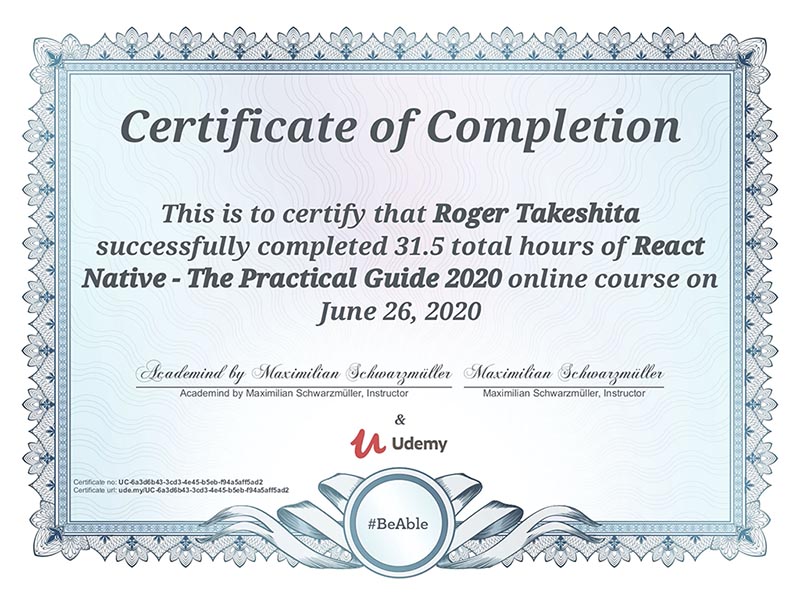 Certificate of Completion
This is to certify that Roger Takeshita
successfully completed 31.5 total hours of React
Native - The Practical Guide 2020 online course on
June 26, 2020
Academind by Maximilian Schwarzmüller Maximilian Schwarzmüller
Academind by Maximilian Schwarzmüller, Instructor Maximilian Schwarzmüller, Instructor
&
Udemy
Certificate no: UC-6a3d6b43-3cd3-4e45-b5eb-f94a5aff5ad2
Certificate url: ude.my/UC-6a3d6b43-3cd3-4e45-b5eb-f94a5aff5ad2
#BeAble